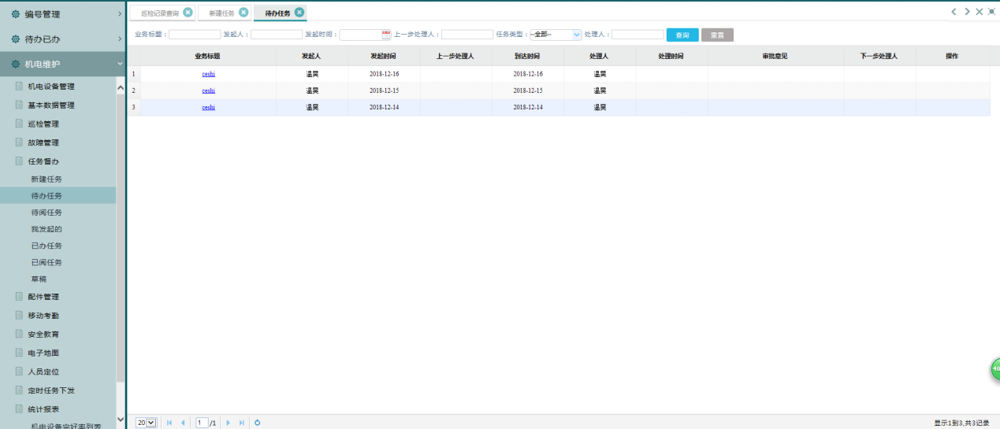 编号管理
待办已办
机电维护
机电设备管理
基本数据管理
巡检管理
故障管理
任务督办
新建任务
待办任务
待阅任务
我发起的
已办任务
已阅任务
草稿
配件管理
移动考勤
安全教育
电子地图
人员定位
定时任务下发
统计报表
机电设备完好率列表
巡检记录查询 新建任务 待办任务
业务标题： 发起人： 发起时间： 上一步处理人： 任务类型： --全部-- 处理人： 查询 重置
业务标题 发起人 发起时间 上一步处理人 到达时间 处理人 处理时间 审批意见 下一步处理人 操作
1 ceshi 温昊 2018-12-16 2018-12-16 温昊
2 ceshi 温昊 2018-12-15 2018-12-15 温昊
3 ceshi 温昊 2018-12-14 2018-12-14 温昊
20 1 /1 显示1到3,共3记录